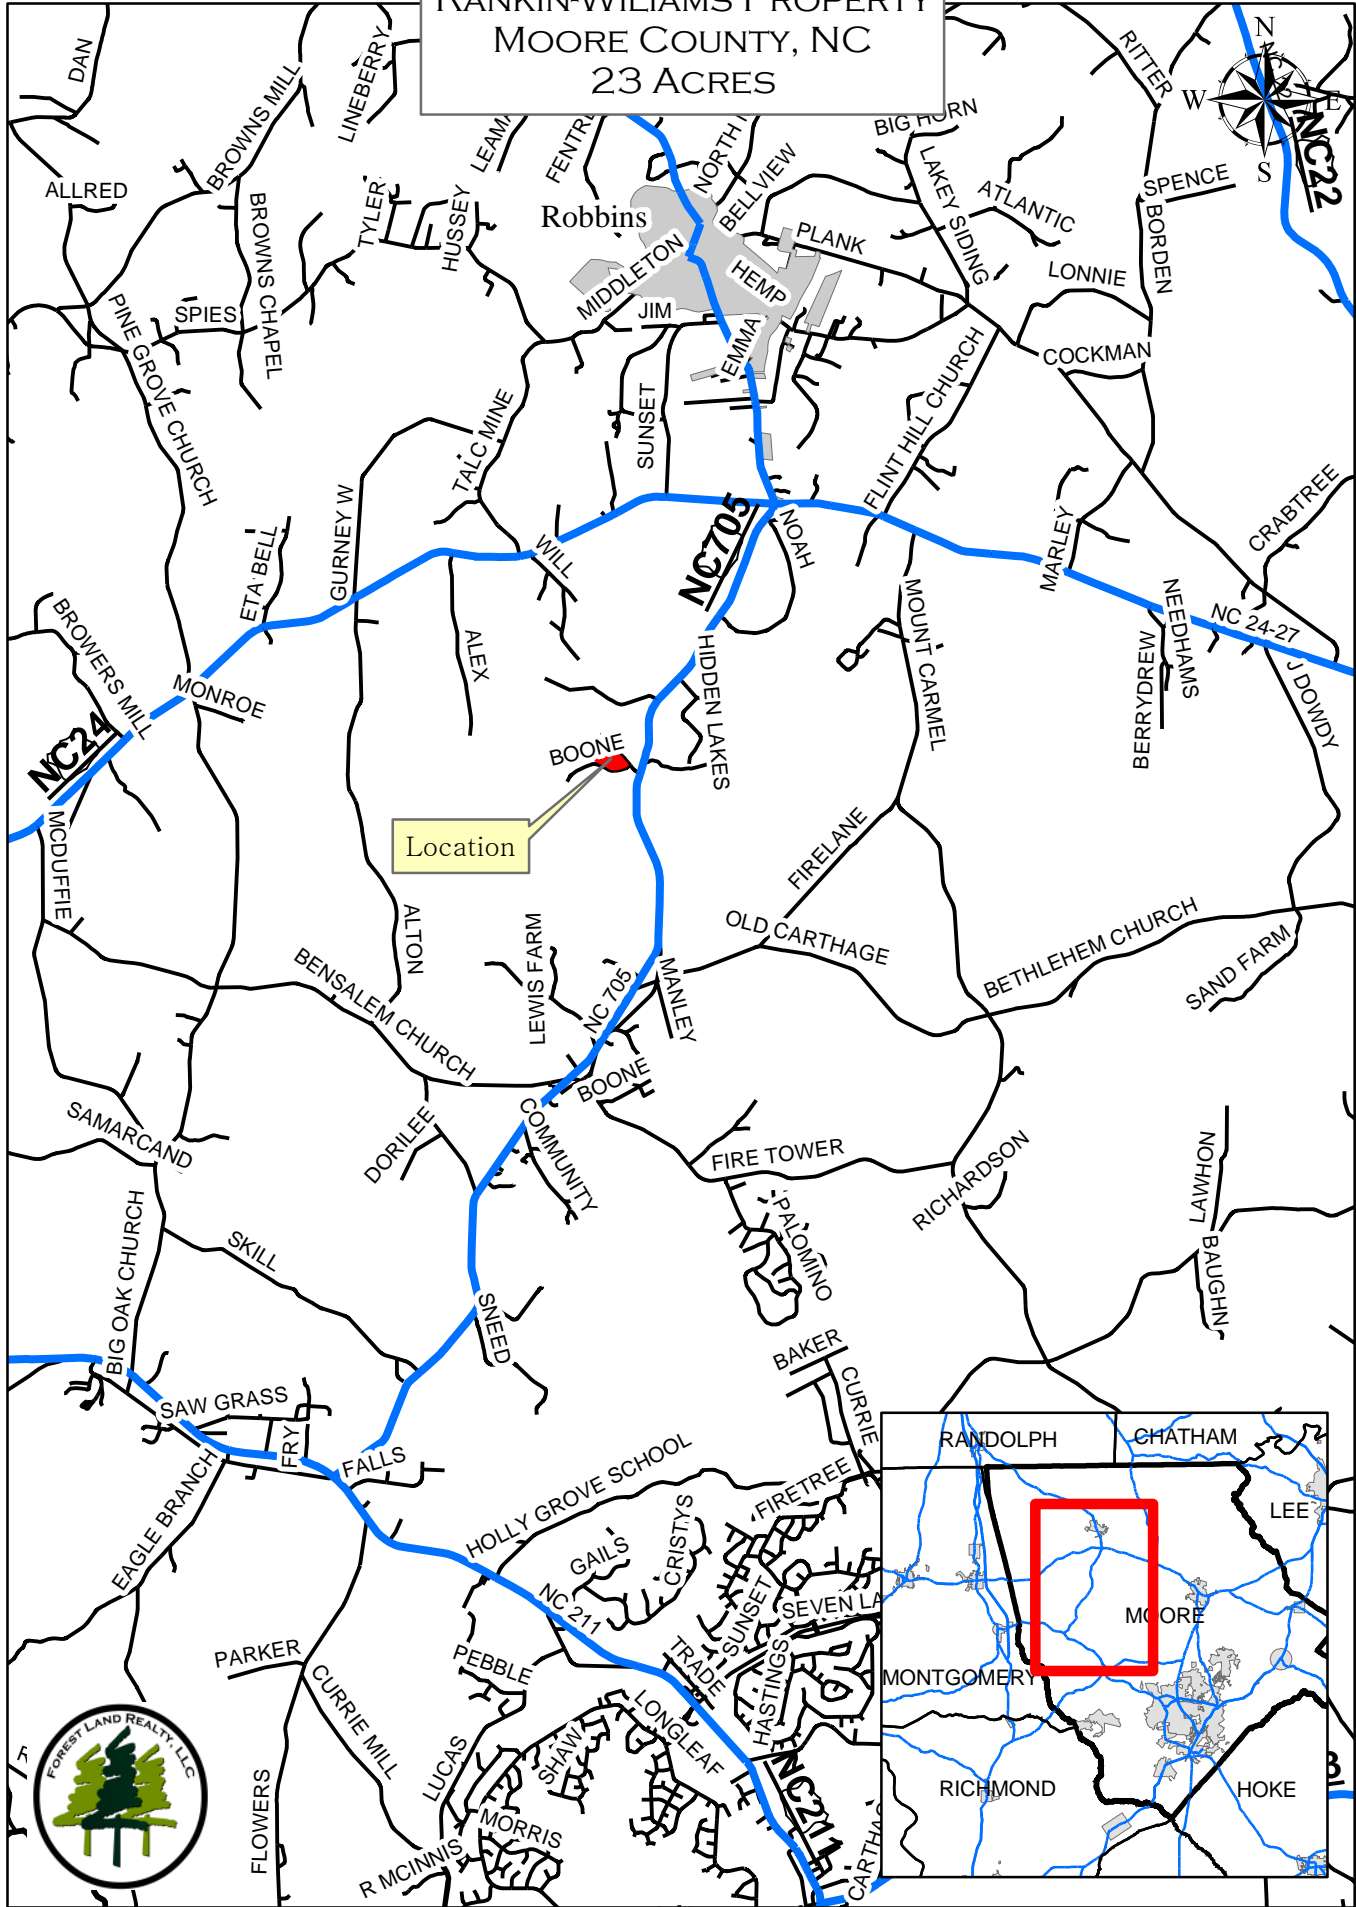 RANKIN-WILIAMS PROPERTY
MOORE COUNTY, NC
23 ACRES
DAN
BROWNS MILL
LINEBERRY
RITTER
N
W
E
S
NC22
BIG HORN
BELLVIEW
LAKEY SIDING
ATLANTIC
SPENCE
BORDEN
ALLRED
BROWNS CHAPEL
TYLER
HUSSEY
Robbins
MIDDLETON
PLANK
HEMP
LONNIE
PINE GROVE CHURCH
SPIES
JIM
EMMA
COCKMAN
TALC MINE
SUNSET
FLINT HILL CHURCH
CRABTREE
GURNEY W
ETA BELL
WILL
NC705
NOAH
MARLEY
BROWERS MILL
ALEX
HIDDEN LAKES
MOUNT CARMEL
NEEDHAMS
NC 24-27
BERRYDREW
J DOWDY
MONROE
NC24
BOONE
Location
MCDUFFIE
FIRELANE
ALTON
LEWIS FARM
OLD CARTHAGE
BETHLEHEM CHURCH
SAND FARM
BENSALEM CHURCH
NC 705
MANLEY
BOONE
SAMARCAND
DORILEE
COMMUNITY
FIRE TOWER
RICHARDSON
LAWHON
BAUGHN
PALOMINO
BIG OAK CHURCH
SKILL
SNEED
BAKER
CURRIE
SAW GRASS
FRY
FALLS
EAGLE BRANCH
HOLLY GROVE SCHOOL
FIRETREE
GAILS
CRISTYS
NC 211
SUNSET
SEVEN LA
PARKER
PEBBLE
TRADE
HASTINGS
CURRIE MILL
LONGLEAF
SHAW
LUCAS
NC211
FLOWERS
MORRIS
R MCINNIS
RANDOLPH
CHATHAM
LEE
MOORE
MONTGOMERY
RICHMOND
HOKE
FOREST LAND REALTY, LLC